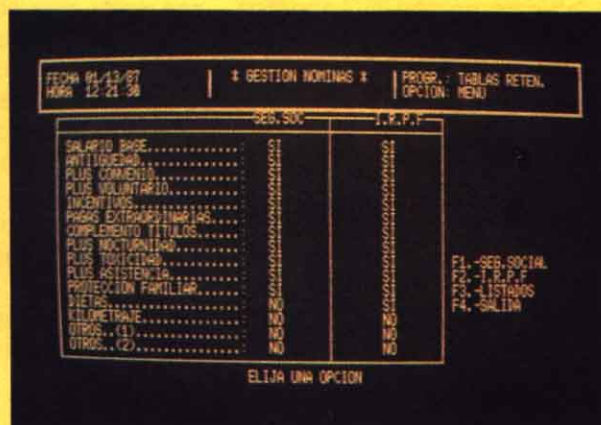 FECHA 01/13/87 * GESTION NOMINAS * PROGR.: TABLAS RETEN.
HORA 12:21:30 OPCION: MENU
SEG.SOC I.R.P.F
SALARIO BASE............: SI SI
ANTIIGUEDAD.............: SI SI
PLUS CONVENIO...........: SI SI
PLUS VOLUNTARIO.........: SI SI
INCENTIVOS..............: SI SI
PAGAS EXTRAORDINARIAS...: SI SI
COMPLEMENTO TITULOS.....: SI SI
PLUS NOCTURNIDAD........: SI SI
PLUS TOXICIDAD..........: SI SI
PLUS ASISTENCIA.........: SI SI
PROTECCION FAMILIAR.....: SI SI
DIETAS..................: NO SI
KILOMETRAJE.............: NO NO
OTROS..(1)..............: NO NO
OTROS..(2)..............: NO NO
F1.-SEG.SOCIAL
F2.-I.R.P.F
F3.-LISTADOS
F4.-SALIDA
ELIJA UNA OPCION